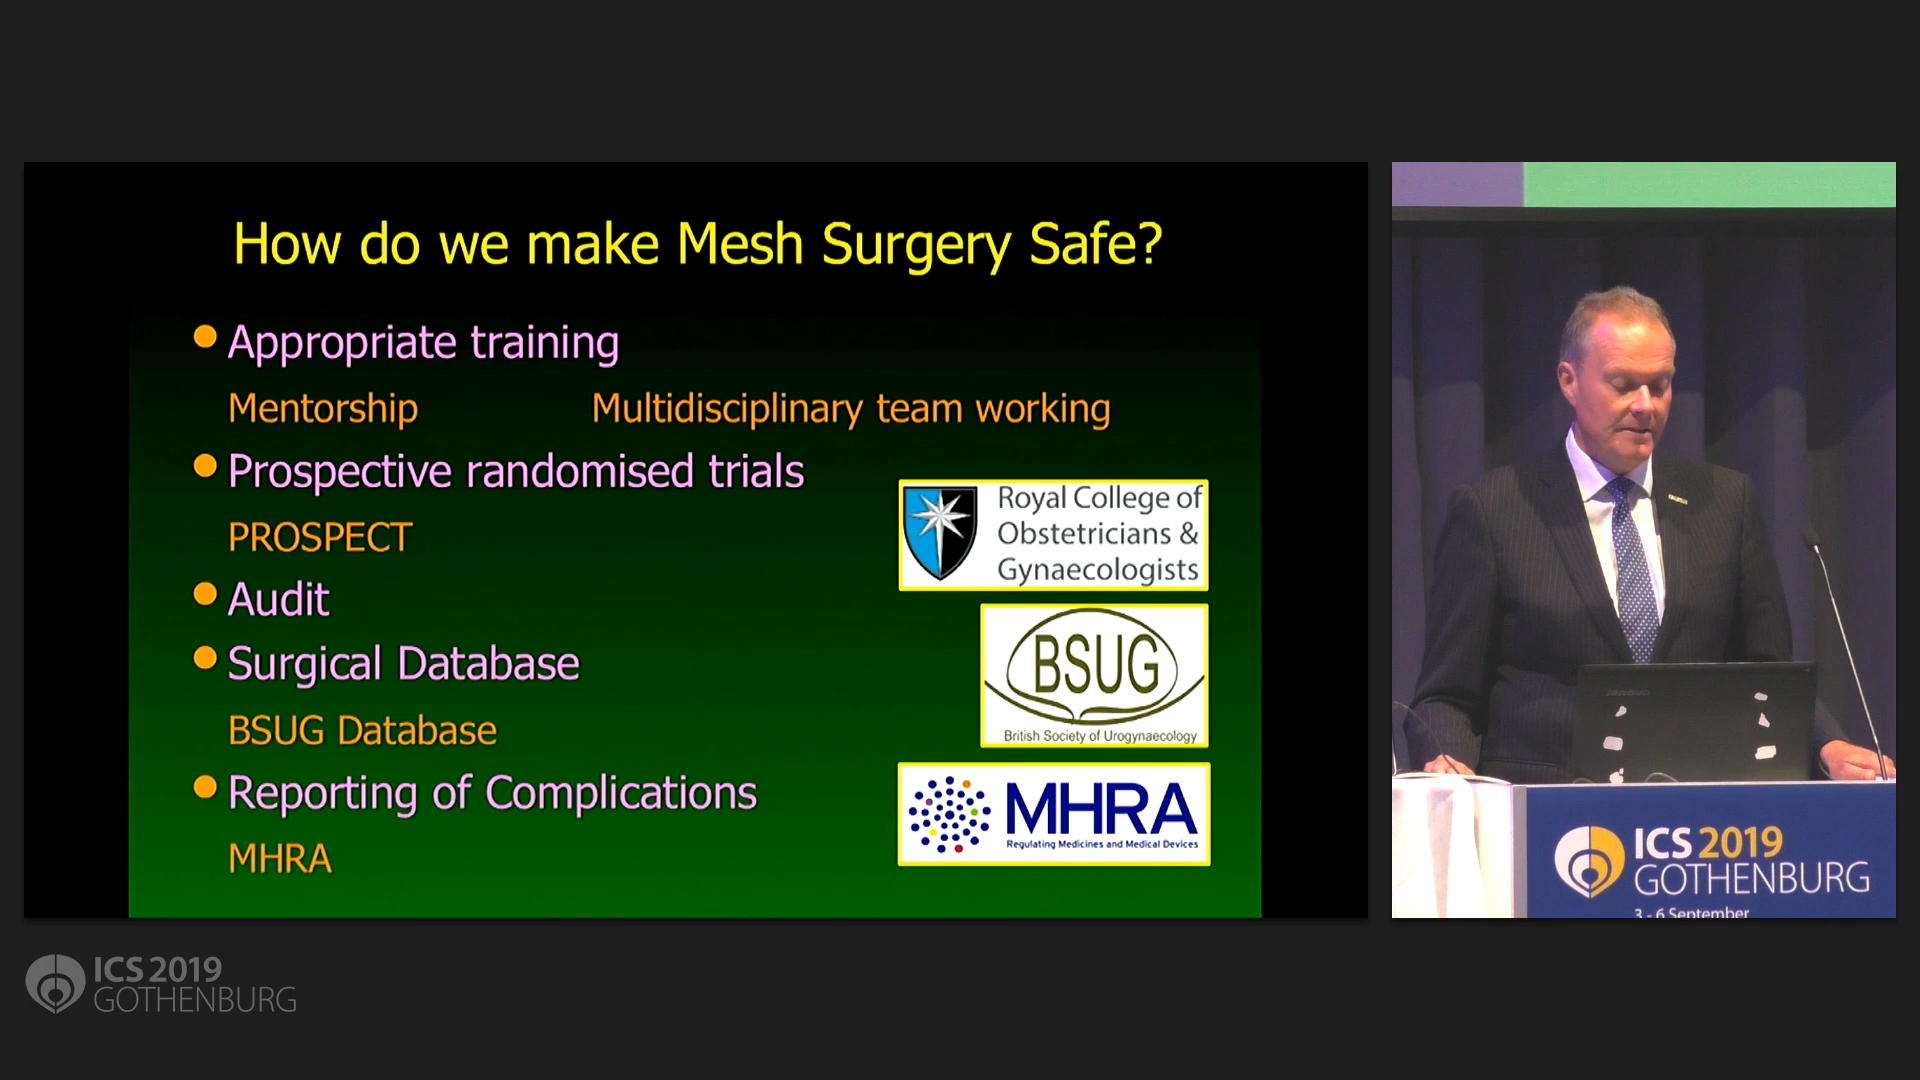 How do we make Mesh Surgery Safe?
Appropriate training
Mentorship Multidisciplinary team working
Prospective randomised trials
PROSPECT
Audit
Surgical Database
BSUG Database
Reporting of Complications
MHRA
Royal College of
Obstetricians &
Gynaecologists
BSUG
British Society of Urogynaecology
MHRA
Regulating Medicines and Medical Devices
lenovo
ICS 2019
GOTHENBURG
3 - 6 September
ICS 2019
GOTHENBURG